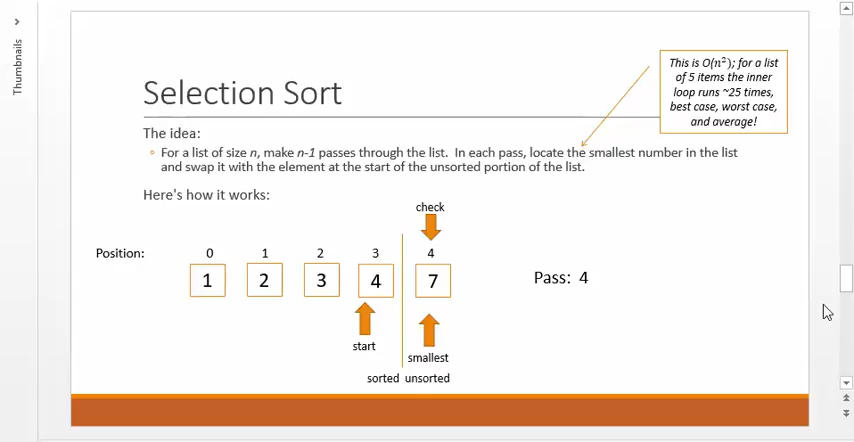 Thumbnails
This is O(n²); for a list
of 5 items the inner
loop runs ~25 times,
best case, worst case,
and average!
Selection Sort
The idea:
◦ For a list of size n, make n-1 passes through the list.  In each pass, locate the smallest number in the list
and swap it with the element at the start of the unsorted portion of the list.
Here's how it works:
check
Position: 0 1 2 3 4
1 2 3 4 7
Pass: 4
start
smallest
sorted unsorted